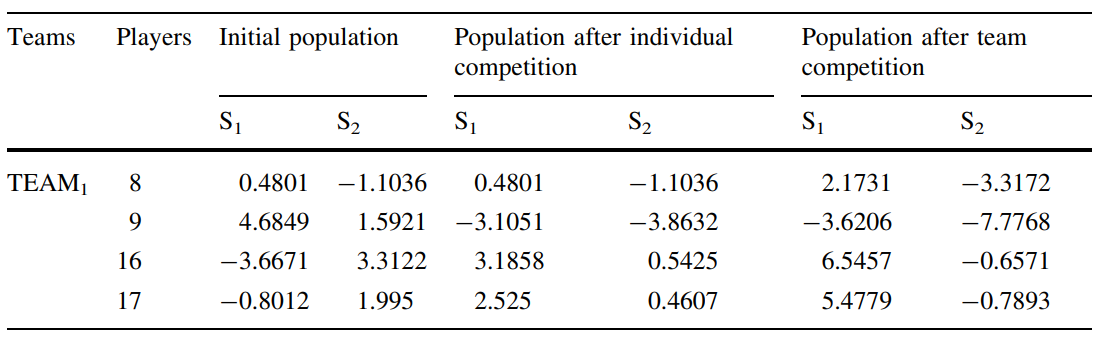 Teams Players Initial population Population after individual competition Population after team competition
S1 S2 S1 S2 S1 S2
TEAM1 8 0.4801 −1.1036 0.4801 −1.1036 2.1731 −3.3172
9 4.6849 1.5921 −3.1051 −3.8632 −3.6206 −7.7768
16 −3.6671 3.3122 3.1858 0.5425 6.5457 −0.6571
17 −0.8012 1.995 2.525 0.4607 5.4779 −0.7893